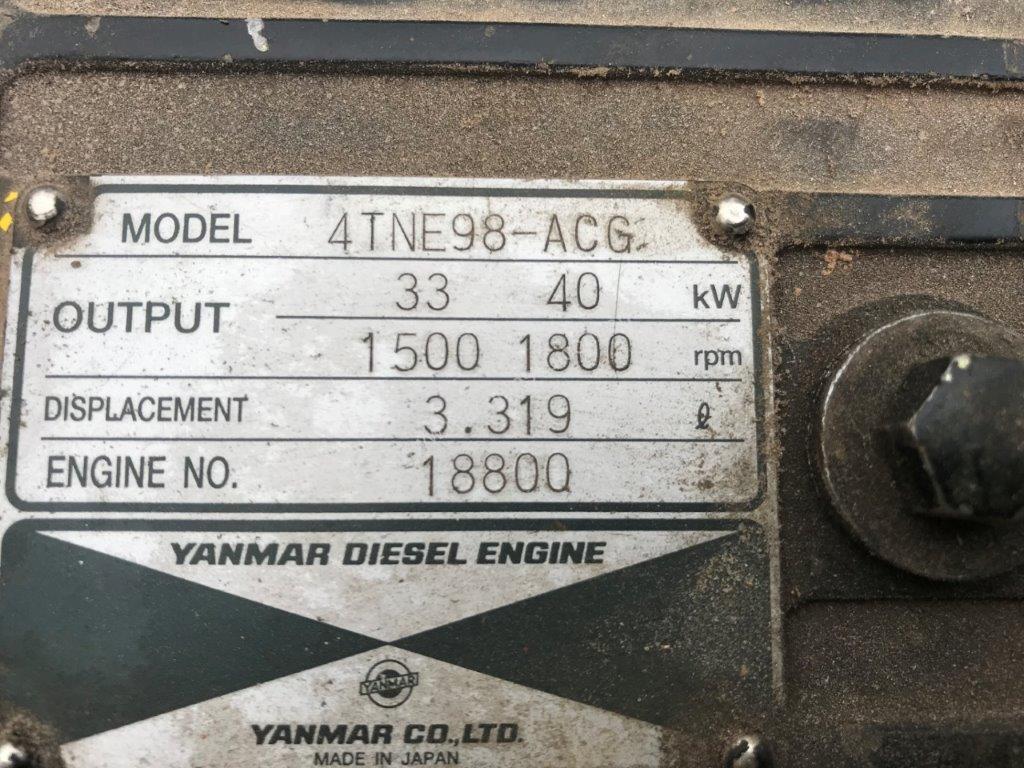 MODEL 4TNE98-ACG
OUTPUT 33 40 kW
1500 1800 rpm
DISPLACEMENT 3.319 ℓ
ENGINE NO. 18800
YANMAR DIESEL ENGINE
YANMAR
YANMAR CO.,LTD.
MADE IN JAPAN